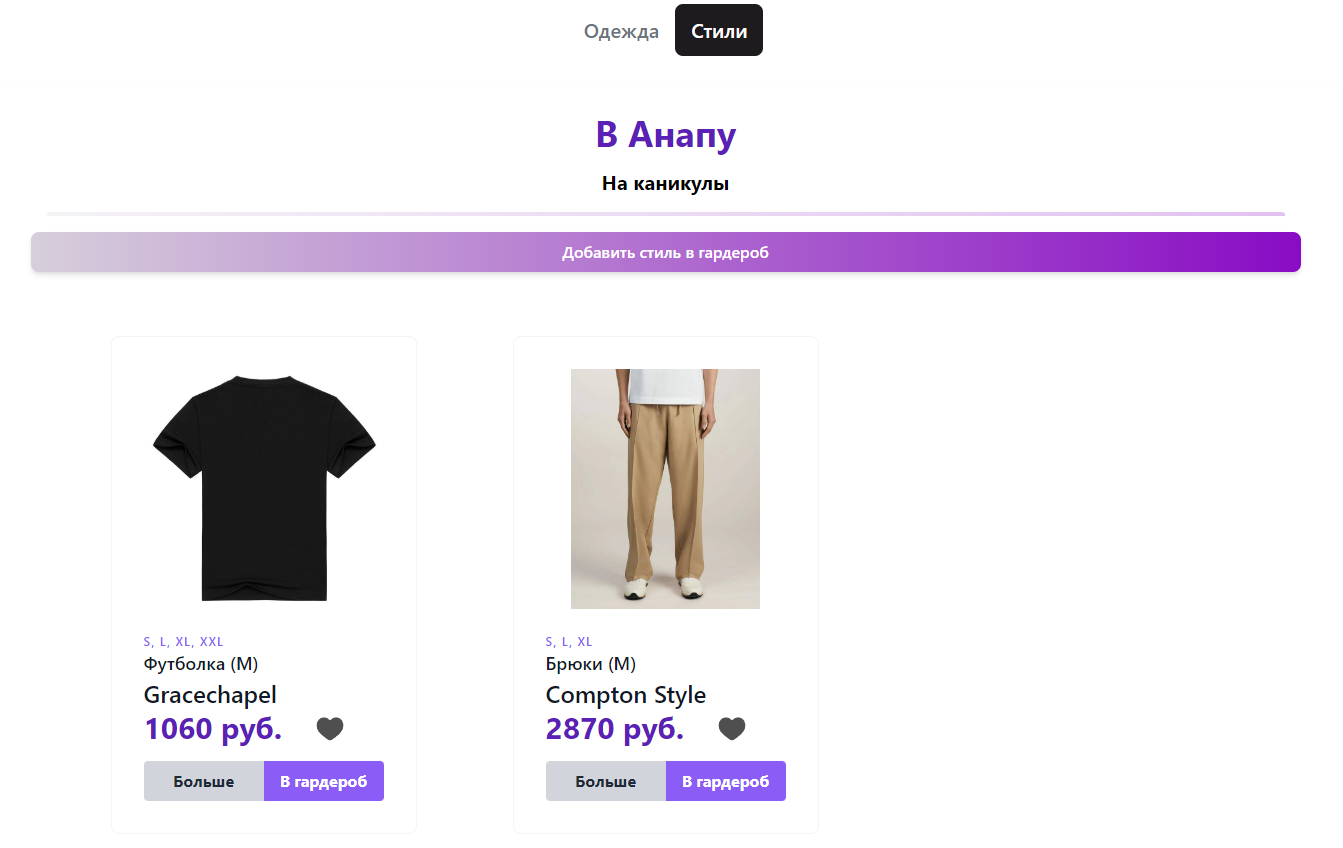 Одежда Стили
В Анапу
На каникулы
Добавить стиль в гардероб
S, L, XL, XXL
Футболка (М)
Gracechapel
1060 руб.
Больше В гардероб
S, L, XL
Брюки (М)
Compton Style
2870 руб.
Больше В гардероб